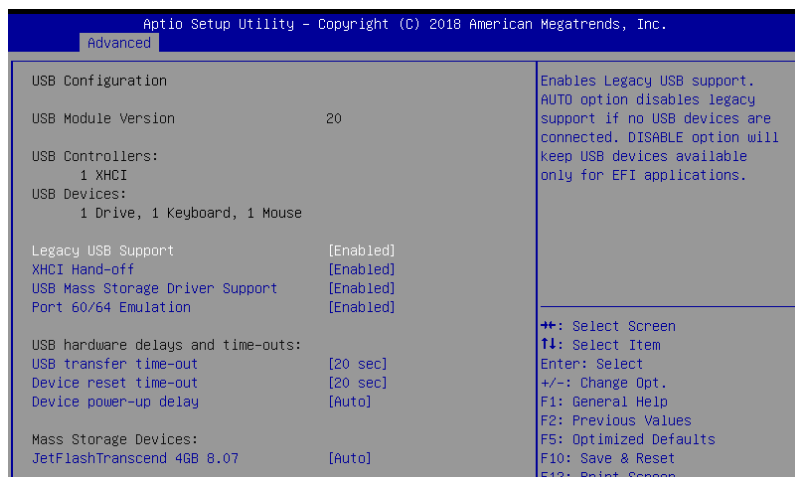 Aptio Setup Utility – Copyright (C) 2018 American Megatrends, Inc.
Advanced
USB Configuration
USB Module Version 20
USB Controllers:
1 XHCI
USB Devices:
1 Drive, 1 Keyboard, 1 Mouse
Legacy USB Support [Enabled]
XHCI Hand-off [Enabled]
USB Mass Storage Driver Support [Enabled]
Port 60/64 Emulation [Enabled]
USB hardware delays and time-outs:
USB transfer time-out [20 sec]
Device reset time-out [20 sec]
Device power-up delay [Auto]
Mass Storage Devices:
JetFlashTranscend 4GB 8.07 [Auto]
Enables Legacy USB support.
AUTO option disables legacy
support if no USB devices are
connected. DISABLE option will
keep USB devices available
only for EFI applications.
→←: Select Screen
↑↓: Select Item
Enter: Select
+/-: Change Opt.
F1: General Help
F2: Previous Values
F5: Optimized Defaults
F10: Save & Reset
F12: Print Screen